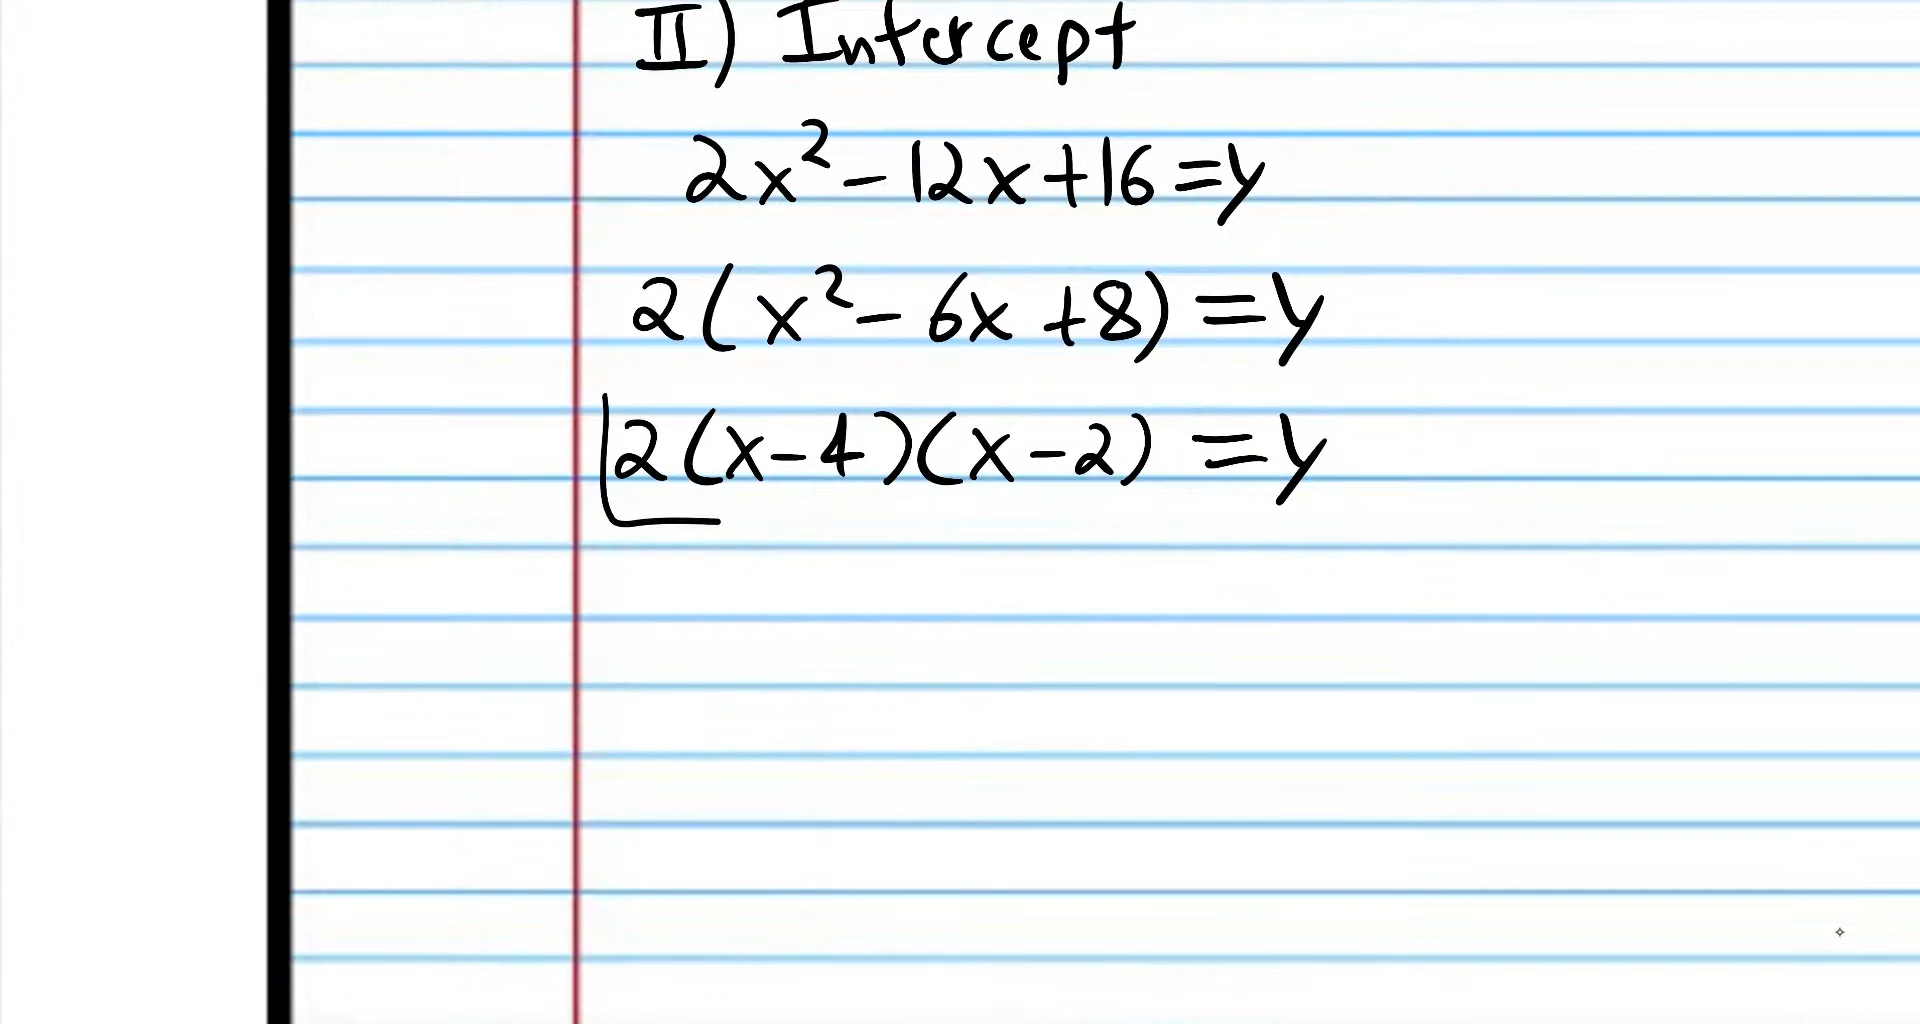 II) Intercept
2x²-12x+16=y
2(x²-6x+8)=y
2(x-4)(x-2)=y